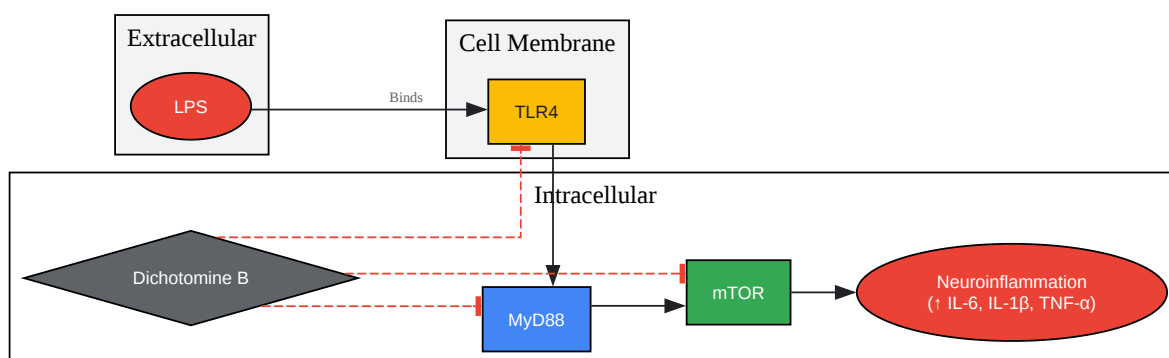 Extracellular
Cell Membrane
LPS
Binds
TLR4
Intracellular
Dichotomine B
mTOR
Neuroinflammation
(↑ IL-6, IL-1β, TNF-α)
MyD88